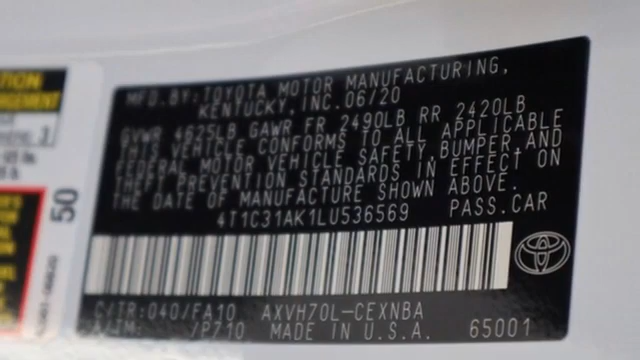 MFD.BY:TOYOTA MOTOR MANUFACTURING,
KENTUCKY, INC. 06/20
GVWR 4625LB GAWR FR 2490LB RR 2420LB
THIS VEHICLE CONFORMS TO ALL APPLICABLE
FEDERAL MOTOR VEHICLE SAFETY, BUMPER, AND
THEFT PREVENTION STANDARDS IN EFFECT ON
THE DATE OF MANUFACTURE SHOWN ABOVE.
4T1C31AK1LU536569 PASS.CAR
C/TR:040/FA10 AXVH70L-CEXNBA
A/TM: /P710 MADE IN U.S.A. 65001
50